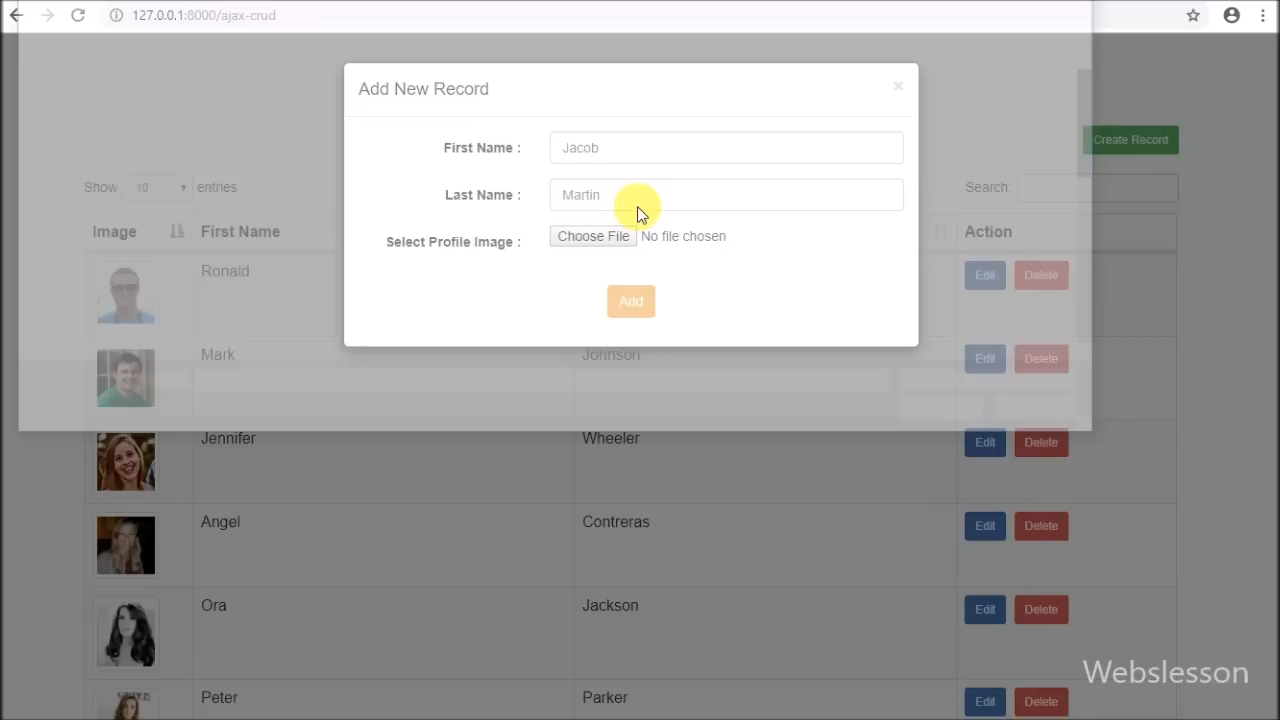 127.0.0.1:8000/ajax-crud
Add New Record ×
First Name : Jacob
Last Name : Martin
Select Profile Image : Choose File No file chosen
Add
Create Record
Show 10 entries Search:
Image First Name Action
Ronald Edit Delete
Mark Johnson Edit Delete
Jennifer Wheeler Edit Delete
Angel Contreras Edit Delete
Ora Jackson Edit Delete
Peter Parker Edit Delete
Webslesson